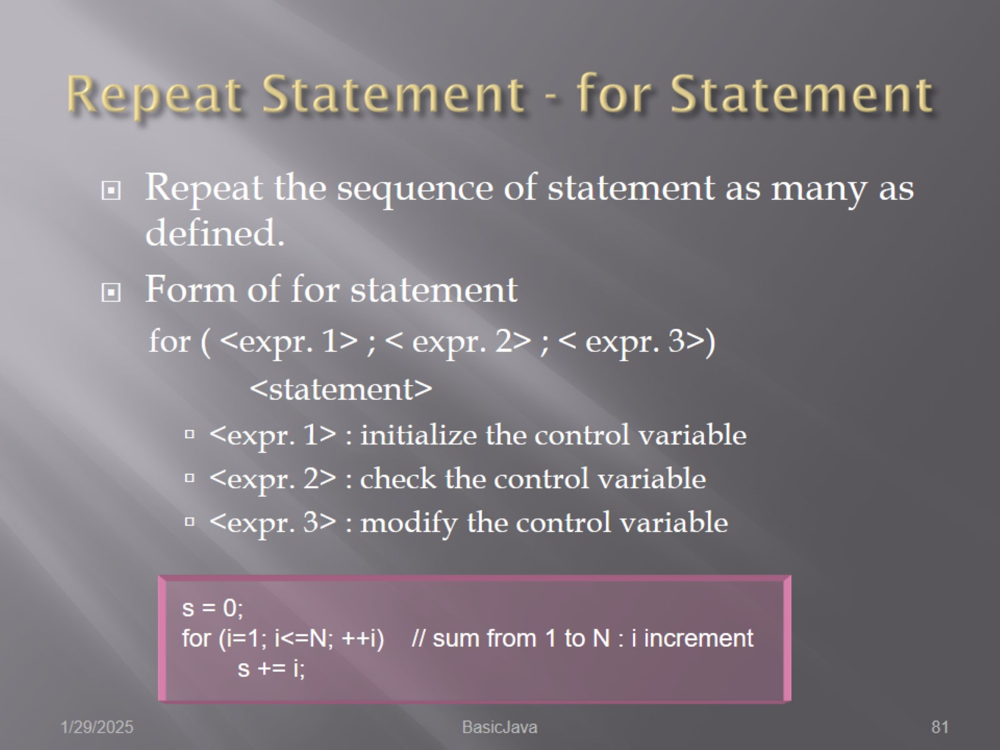 Repeat Statement - for Statement
Repeat the sequence of statement as many as
defined.
Form of for statement
for ( <expr. 1> ; < expr. 2> ; < expr. 3>)
<statement>
<expr. 1> : initialize the control variable
<expr. 2> : check the control variable
<expr. 3> : modify the control variable
s = 0;
for (i=1; i<=N; ++i)    // sum from 1 to N : i increment
s += i;
1/29/2025 BasicJava 81